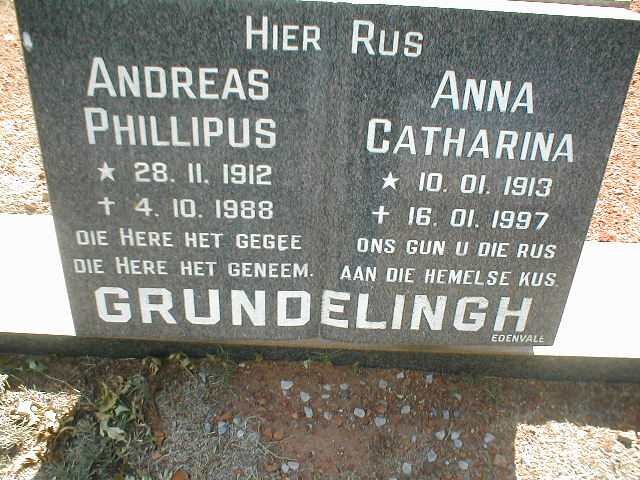 HIER RUS
ANDREAS
PHILLIPUS
★ 28. 11. 1912
✝ 4. 10. 1988
DIE HERE HET GEGEE
DIE HERE HET GENEEM.
ANNA
CATHARINA
★ 10. 01. 1913
✝ 16. 01. 1997
ONS GUN U DIE RUS
AAN DIE HEMELSE KUS.
GRUNDELINGH
EDENVALE